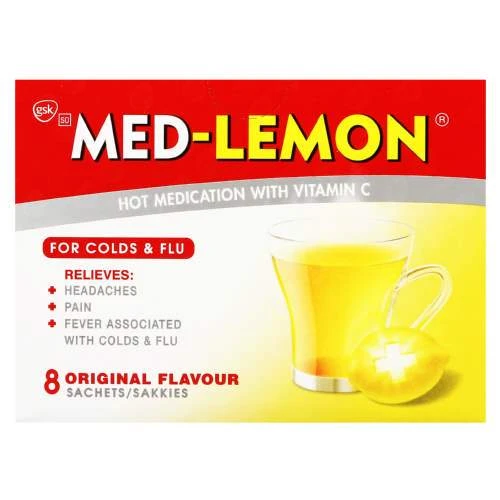 gsk
S0
MED-LEMON®
HOT MEDICATION WITH VITAMIN C
FOR COLDS & FLU
RELIEVES:
HEADACHES
PAIN
FEVER ASSOCIATED
WITH COLDS & FLU
8 ORIGINAL FLAVOUR
SACHETS/SAKKIES